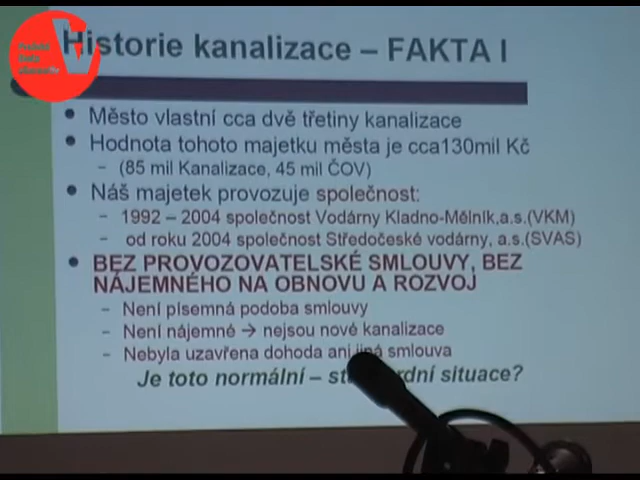 Historie kanalizace – FAKTA I
• Město vlastní cca dvě třetiny kanalizace
• Hodnota tohoto majetku města je cca130mil Kč
– (85 mil Kanalizace, 45 mil ČOV)
• Náš majetek provozuje společnost:
– 1992 – 2004 společnost Vodárny Kladno-Mělník,a.s.(VKM)
– od roku 2004 společnost Středočeské vodárny, a.s.(SVAS)
• BEZ PROVOZOVATELSKÉ SMLOUVY, BEZ
NÁJEMNÉHO NA OBNOVU A ROZVOJ
– Není písemná podoba smlouvy
– Není nájemné → nejsou nové kanalizace
– Nebyla uzavřena dohoda ani jiná smlouva
Je toto normální – situace?